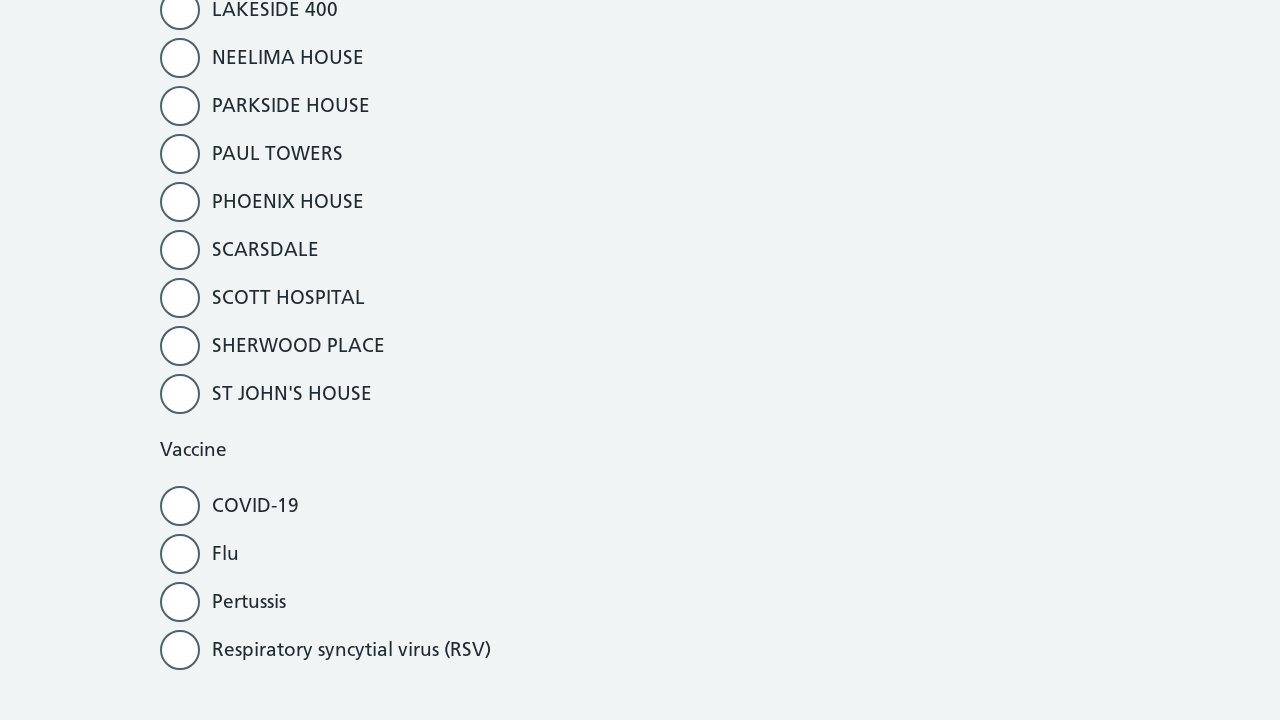 LAKESIDE 400
NEELIMA HOUSE
PARKSIDE HOUSE
PAUL TOWERS
PHOENIX HOUSE
SCARSDALE
SCOTT HOSPITAL
SHERWOOD PLACE
ST JOHN'S HOUSE
Vaccine
COVID-19
Flu
Pertussis
Respiratory syncytial virus (RSV)